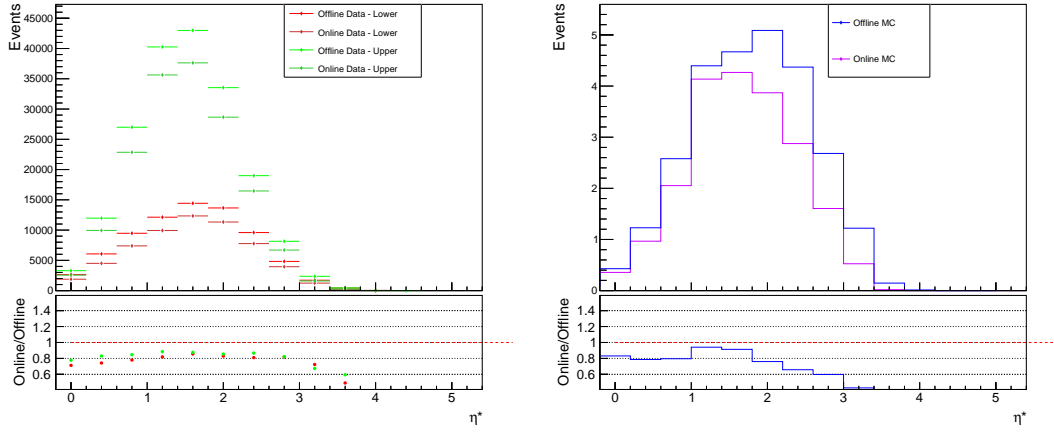 Events
45000
40000
35000
30000
25000
20000
15000
10000
5000
0
Offline Data - Lower
Online Data - Lower
Offline Data - Upper
Online Data - Upper
Online/Offline
1.4
1.2
1
0.8
0.6
0 1 2 3 4 5
η*
Events
5
4
3
2
1
0
Offline MC
Online MC
Online/Offline
1.4
1.2
1
0.8
0.6
0 1 2 3 4 5
η*